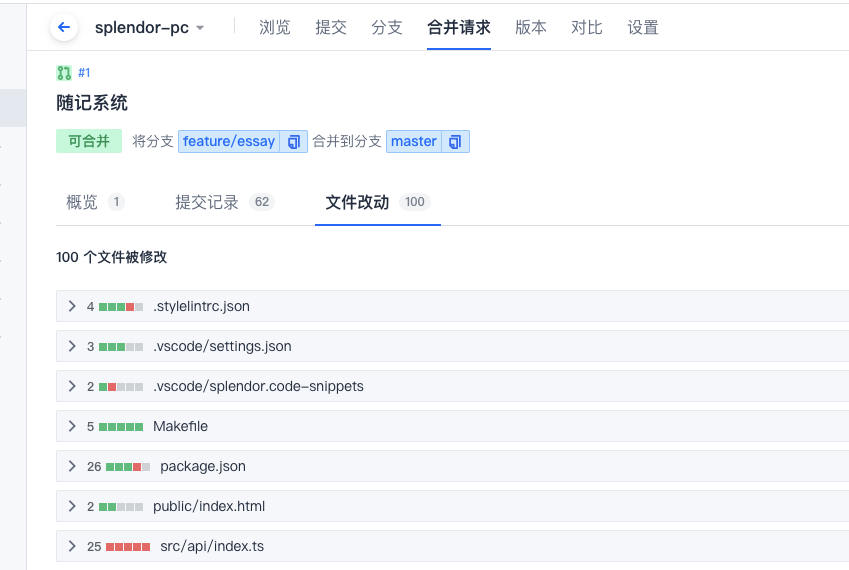 splendor-pc 浏览 提交 分支 合并请求 版本 对比 设置
#1
随记系统
可合并 将分支 feature/essay 合并到分支 master
概览 1 提交记录 62 文件改动 100
100 个文件被修改
4 .stylelintrc.json
3 .vscode/settings.json
2 .vscode/splendor.code-snippets
5 Makefile
26 package.json
2 public/index.html
25 src/api/index.ts